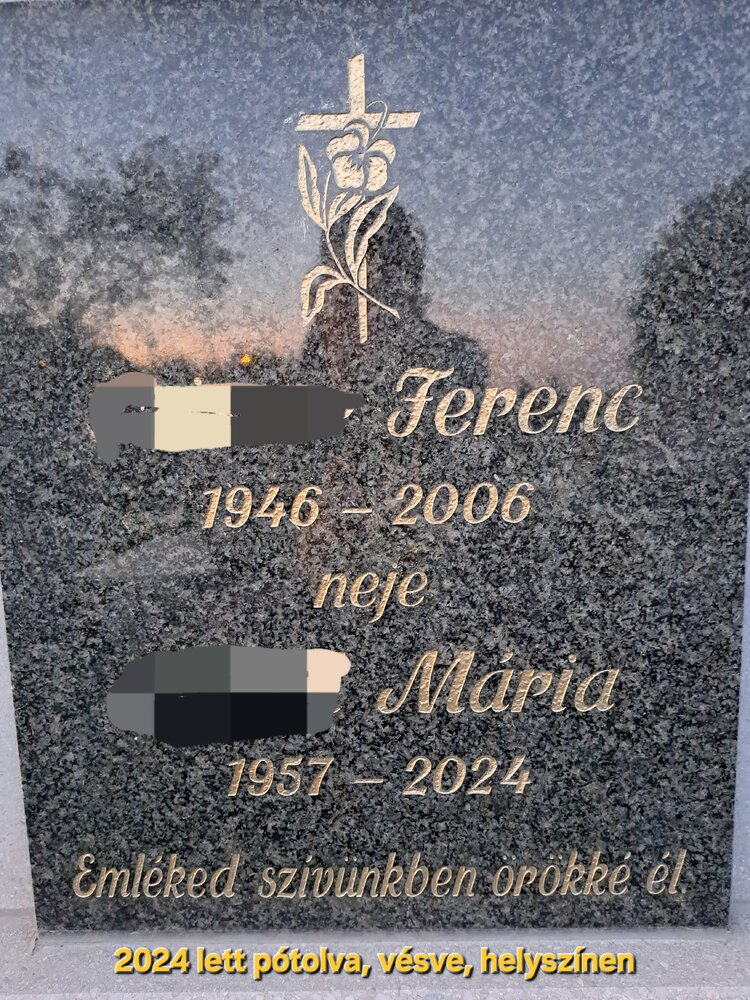 Ferenc
1946 – 2006
neje
Mária
1957 – 2024
Emléked szívünkben örökké él.
2024 lett pótolva, vésve, helyszínen